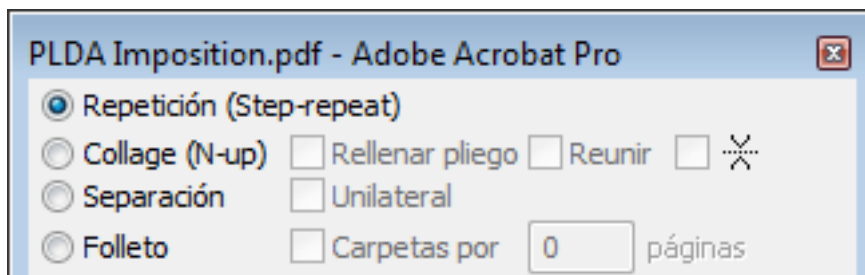 PLDA Imposition.pdf - Adobe Acrobat Pro
Repetición (Step-repeat)
Collage (N-up) Rellenar pliego Reunir
Separación Unilateral
Folleto Carpetas por 0 páginas